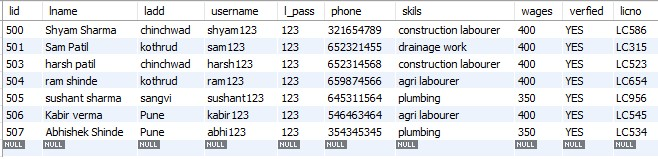 lid lname ladd username l_pass phone skils wages verfied licno
500 Shyam Sharma chinchwad shyam123 123 321654789 construction labourer 400 YES LC586
501 Sam Patil kothrud sam123 123 652321455 drainage work 400 YES LC315
503 harsh patil chinchwad harsh123 123 652314568 construction labourer 400 YES LC523
504 ram shinde kothrud ram123 123 659874566 agri labourer 400 YES LC654
505 sushant sharma sangvi sushant123 123 645311564 plumbing 350 YES LC956
506 Kabir verma Pune kabir123 123 546463464 agri labourer 400 YES LC545
507 Abhishek Shinde Pune abhi123 123 354345345 plumbing 350 YES LC534
NULL NULL NULL NULL NULL NULL NULL NULL NULL NULL